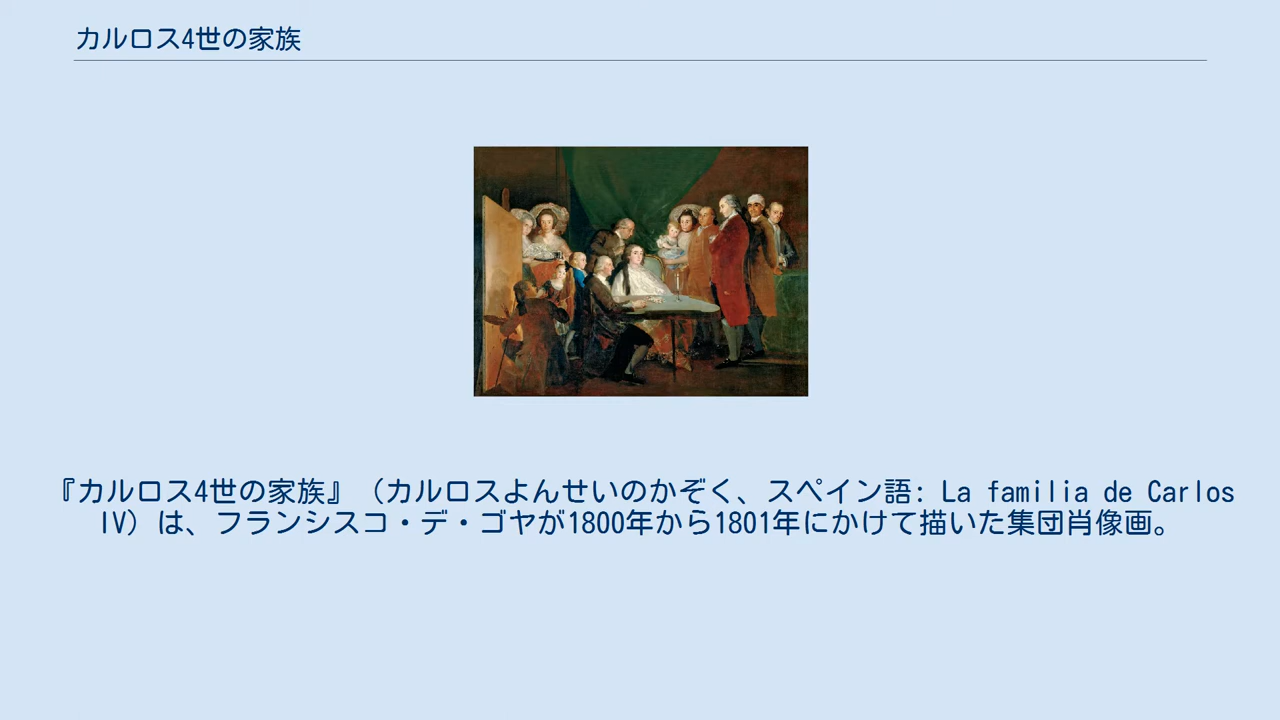 カルロス4世の家族
『カルロス4世の家族』（カルロスよんせいのかぞく、スペイン語: La familia de Carlos
IV）は、フランシスコ・デ・ゴヤが1800年から1801年にかけて描いた集団肖像画。